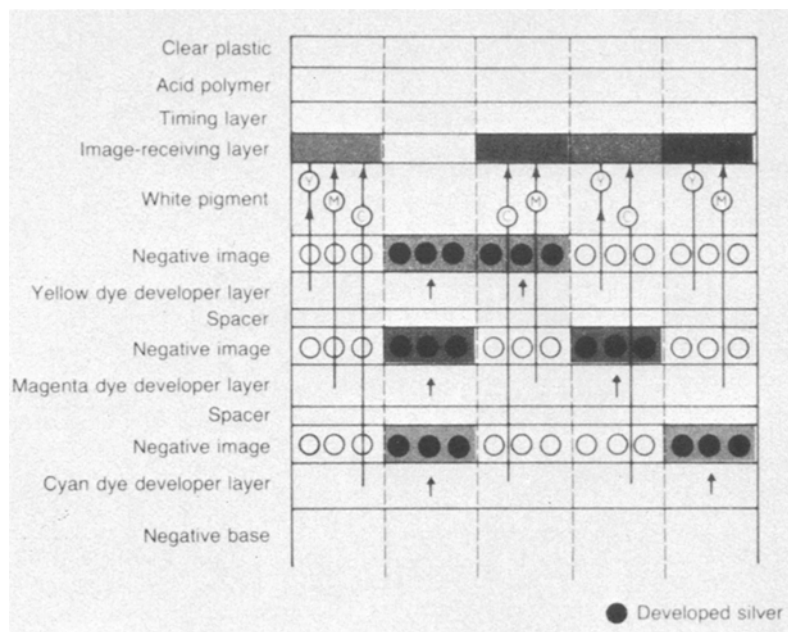 Clear plastic
Acid polymer
Timing layer
Image-receiving layer
Y
Y
Y
M
M
M
White pigment
C
C
C
Negative image
Yellow dye developer layer
Spacer
Negative image
Magenta dye developer layer
Spacer
Negative image
Cyan dye developer layer
Negative base
Developed silver